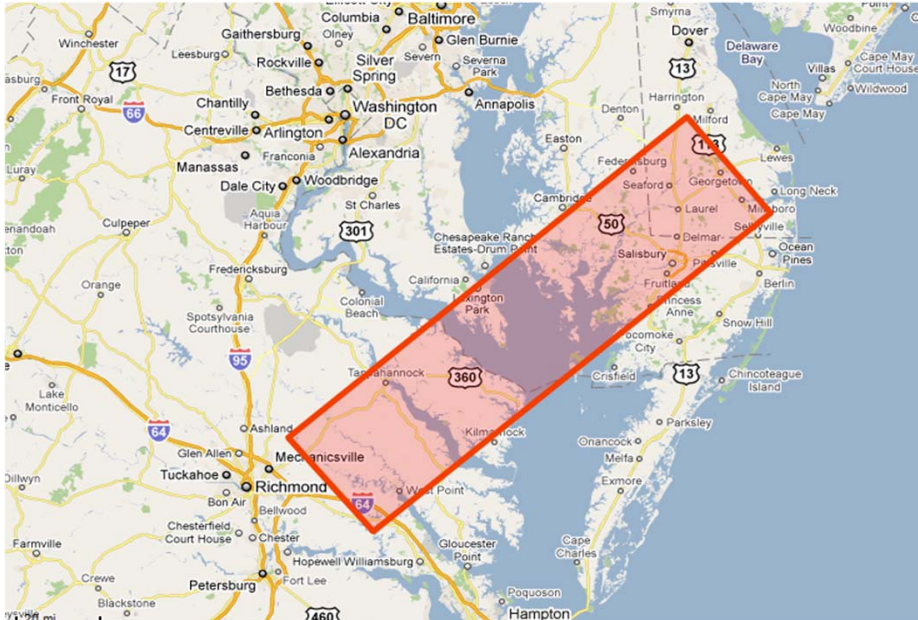 Ellicott City
Columbia
Baltimore
Smyrna
Woodbine
Winchester
Gaithersburg
Olney
Glen Burnie
Dover
Delaware
Bay
Cape May
Court House
Leesburg
Rockville
Silver
Spring
Severn
Severna
Park
13
Villas
17
Bethesda
Annapolis
North
Cape May
Wildwood
Front Royal
Chantilly
Washington
DC
Denton
Harrington
Cape May
66
Centreville
Arlington
Milford
Luray
Manassas
Franconia
Alexandria
Easton
Lewes
Dale City
Woodbridge
Seaford
Georgetown
Long Neck
St Charles
Cambridge
Laurel
Culpeper
Aquia
Harbour
301
50
Chesapeake Ranch
Estates-Drum Point
Delmar
Ocean
Pines
Salisbury
Fredericksburg
California
Fruitland
Berlin
Orange
Colonial
Beach
Lexington
Park
Princess
Anne
Spotsylvania
Courthouse
Snow Hill
Pocomoke
City
95
Tappahannock
360
Crisfield
13
Chincoteague
Island
Lake
Monticello
64
Ashland
Kilmarnock
Parksley
Glen Allen
Mechanicsville
Onancock
Melfa
Tuckahoe
Richmond
West Point
Exmore
Dillwyn
Bon Air
64
Bellwood
Chesterfield
Court House
Chester
Gloucester
Point
Cape
Charles
Farmville
Hopewell
Williamsburg
Crewe
Petersburg
Fort Lee
Poquoson
Blackstone
460
Hampton
20 mi